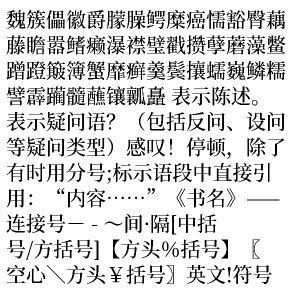 魏簇儡徽爵朦臊鳄糜癌懦豁臀藕
藤瞻嚣鳍癞瀑襟璧戳攒孽蘑藻鳖
蹭蹬簸簿蟹靡癣羹鬓攘蠕巍鳞糯
譬霹躏髓蘸镶瓤矗 表示陈述。
表示疑问语？（包括反问、设问
等疑问类型）感叹！停顿，除了
有时用分号;标示语段中直接引
用：“内容……”《书名》——
连接号－ - ～间·隔[中括
号/方括号]【方头%括号】〖
空心＼方头￥括号〗英文!符号